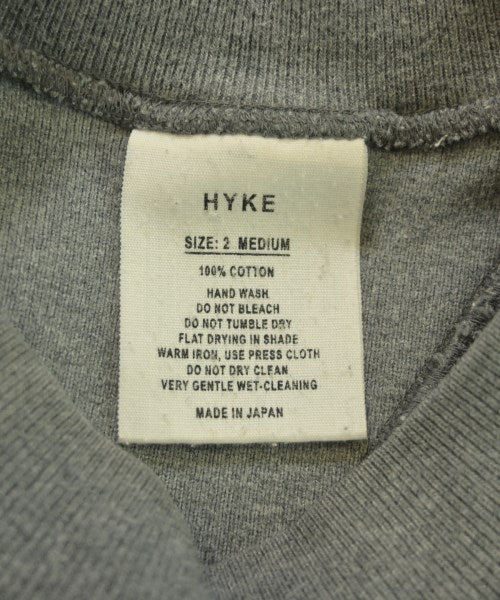 HYKE
SIZE: 2 MEDIUM
100% COTTON
HAND WASH
DO NOT BLEACH
DO NOT TUMBLE DRY
FLAT DRYING IN SHADE
WARM IRON, USE PRESS CLOTH
DO NOT DRY CLEAN
VERY GENTLE WET-CLEANING
MADE IN JAPAN